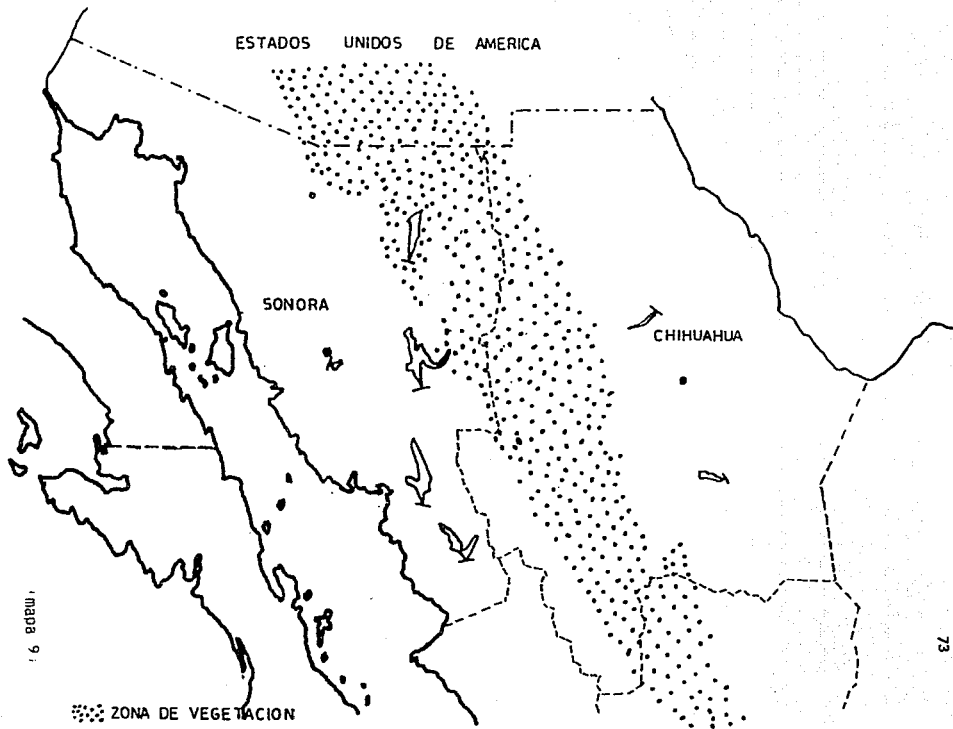 ESTADOS UNIDOS DE AMERICA
SONORA
CHIHUAHUA
mapa 9
73
ZONA DE VEGETACION